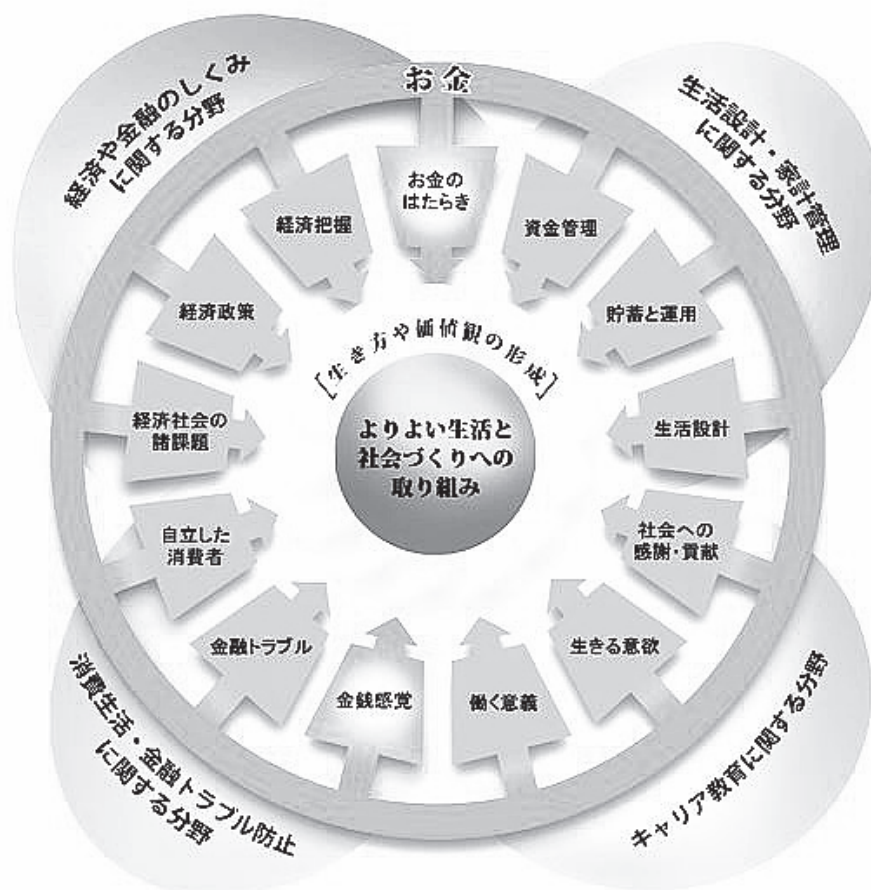 お金
経済や金融のしくみ
に関する分野
生活設計・家計管理
に関する分野
お金の
はたらき
資金管理
貯蓄と運用
生活設計
社会への
感謝・貢献
生きる意欲
働く意義
金銭感覚
金融トラブル
自立した
消費者
経済社会の
諸課題
経済政策
経済把握
[生き方や価値観の形成]
よりよい生活と
社会づくりへの
取り組み
消費生活・金融トラブル防止
に関する分野
キャリア教育に関する分野